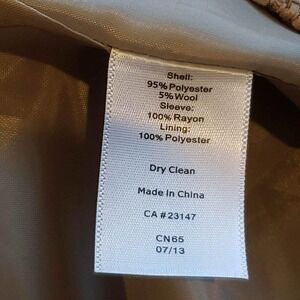 Shell:
95% Polyester
5% Wool
Sleeve:
100% Rayon
Lining:
100% Polyester
Dry Clean
Made in China
CA # 23147
CN65
07/13